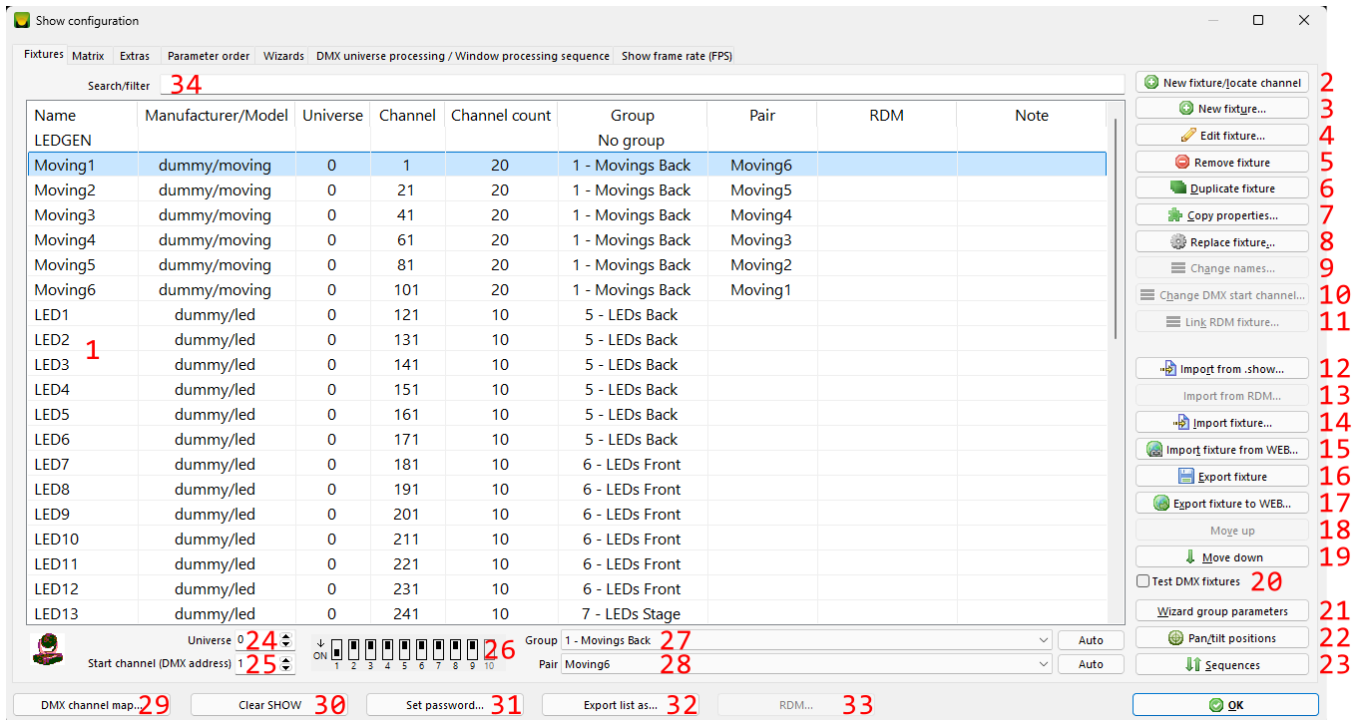 Show configuration
Fixtures Matrix Extras Parameter order Wizards DMX universe processing / Window processing sequence Show frame rate (FPS)
Search/filter 34
Name Manufacturer/Model Universe Channel Channel count Group Pair RDM Note
LEDGEN No group
Moving1 dummy/moving 0 1 20 1 - Movings Back Moving6
Moving2 dummy/moving 0 21 20 1 - Movings Back Moving5
Moving3 dummy/moving 0 41 20 1 - Movings Back Moving4
Moving4 dummy/moving 0 61 20 1 - Movings Back Moving3
Moving5 dummy/moving 0 81 20 1 - Movings Back Moving2
Moving6 dummy/moving 0 101 20 1 - Movings Back Moving1
LED1 dummy/led 0 121 10 5 - LEDs Back
LED2 dummy/led 0 131 10 5 - LEDs Back
1
LED3 dummy/led 0 141 10 5 - LEDs Back
LED4 dummy/led 0 151 10 5 - LEDs Back
LED5 dummy/led 0 161 10 5 - LEDs Back
LED6 dummy/led 0 171 10 5 - LEDs Back
LED7 dummy/led 0 181 10 6 - LEDs Front
LED8 dummy/led 0 191 10 6 - LEDs Front
LED9 dummy/led 0 201 10 6 - LEDs Front
LED10 dummy/led 0 211 10 6 - LEDs Front
LED11 dummy/led 0 221 10 6 - LEDs Front
LED12 dummy/led 0 231 10 6 - LEDs Front
LED13 dummy/led 0 241 10 7 - LEDs Stage
New fixture/locate channel 2
New fixture... 3
Edit fixture... 4
Remove fixture 5
Duplicate fixture 6
Copy properties... 7
Replace fixture... 8
Change names... 9
Change DMX start channel... 10
Link RDM fixture... 11
Import from .show... 12
Import from RDM... 13
Import fixture... 14
Import fixture from WEB... 15
Export fixture 16
Export fixture to WEB... 17
Move up 18
Move down 19
Test DMX fixtures 20
Wizard group parameters 21
Pan/tilt positions 22
Sequences 23
Universe 0 24
Start channel (DMX address) 1 25
ON 1 2 3 4 5 6 7 8 9 10 26
Group 1 - Movings Back 27 Auto
Pair Moving6 28 Auto
DMX channel map... 29 Clear SHOW 30 Set password... 31 Export list as... 32 RDM... 33 OK